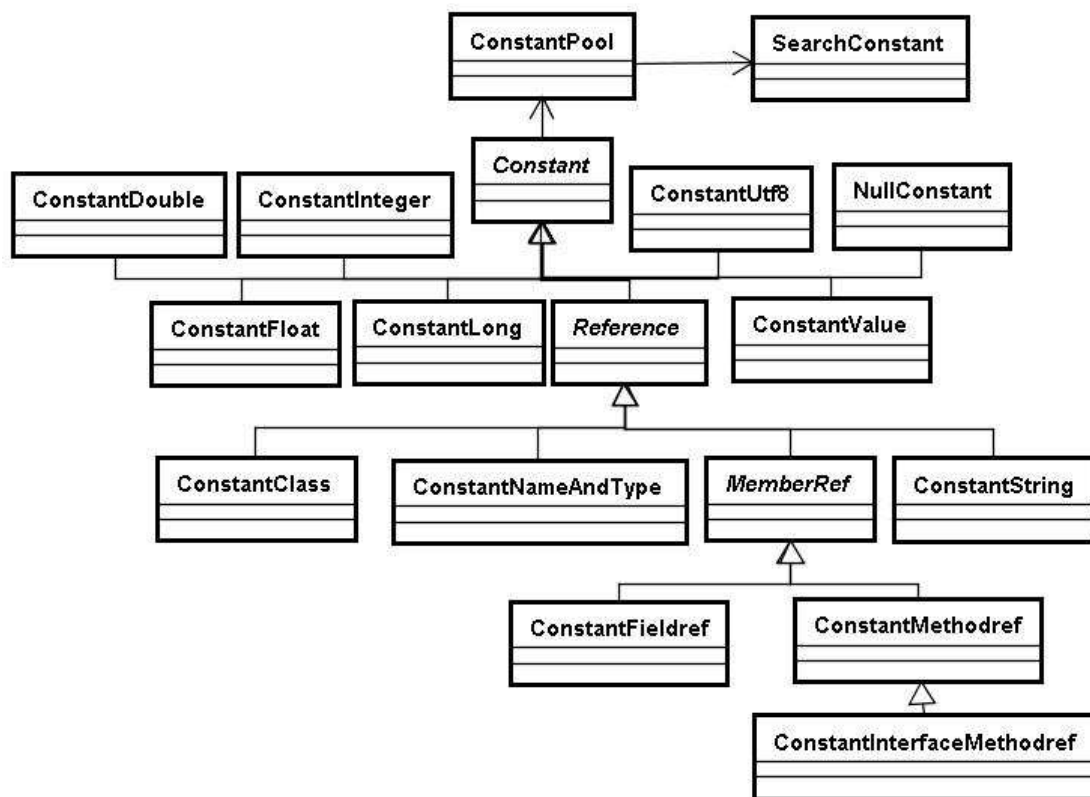 ConstantPool
SearchConstant
Constant
ConstantDouble
ConstantInteger
ConstantUtf8
NullConstant
ConstantFloat
ConstantLong
Reference
ConstantValue
ConstantClass
ConstantNameAndType
MemberRef
ConstantString
ConstantFieldref
ConstantMethodref
ConstantInterfaceMethodref